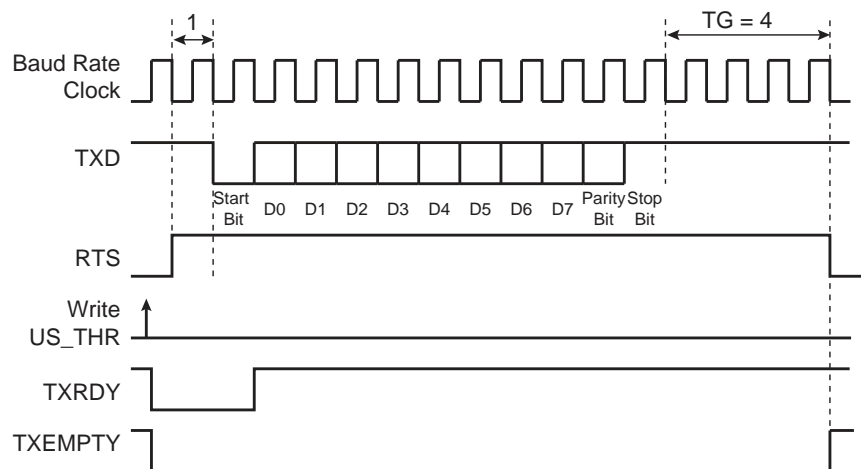 1
TG = 4
Baud Rate
Clock
TXD
Start
Bit
D0
D1
D2
D3
D4
D5
D6
D7
Parity
Bit
Stop
Bit
RTS
Write
US_THR
TXRDY
TXEMPTY